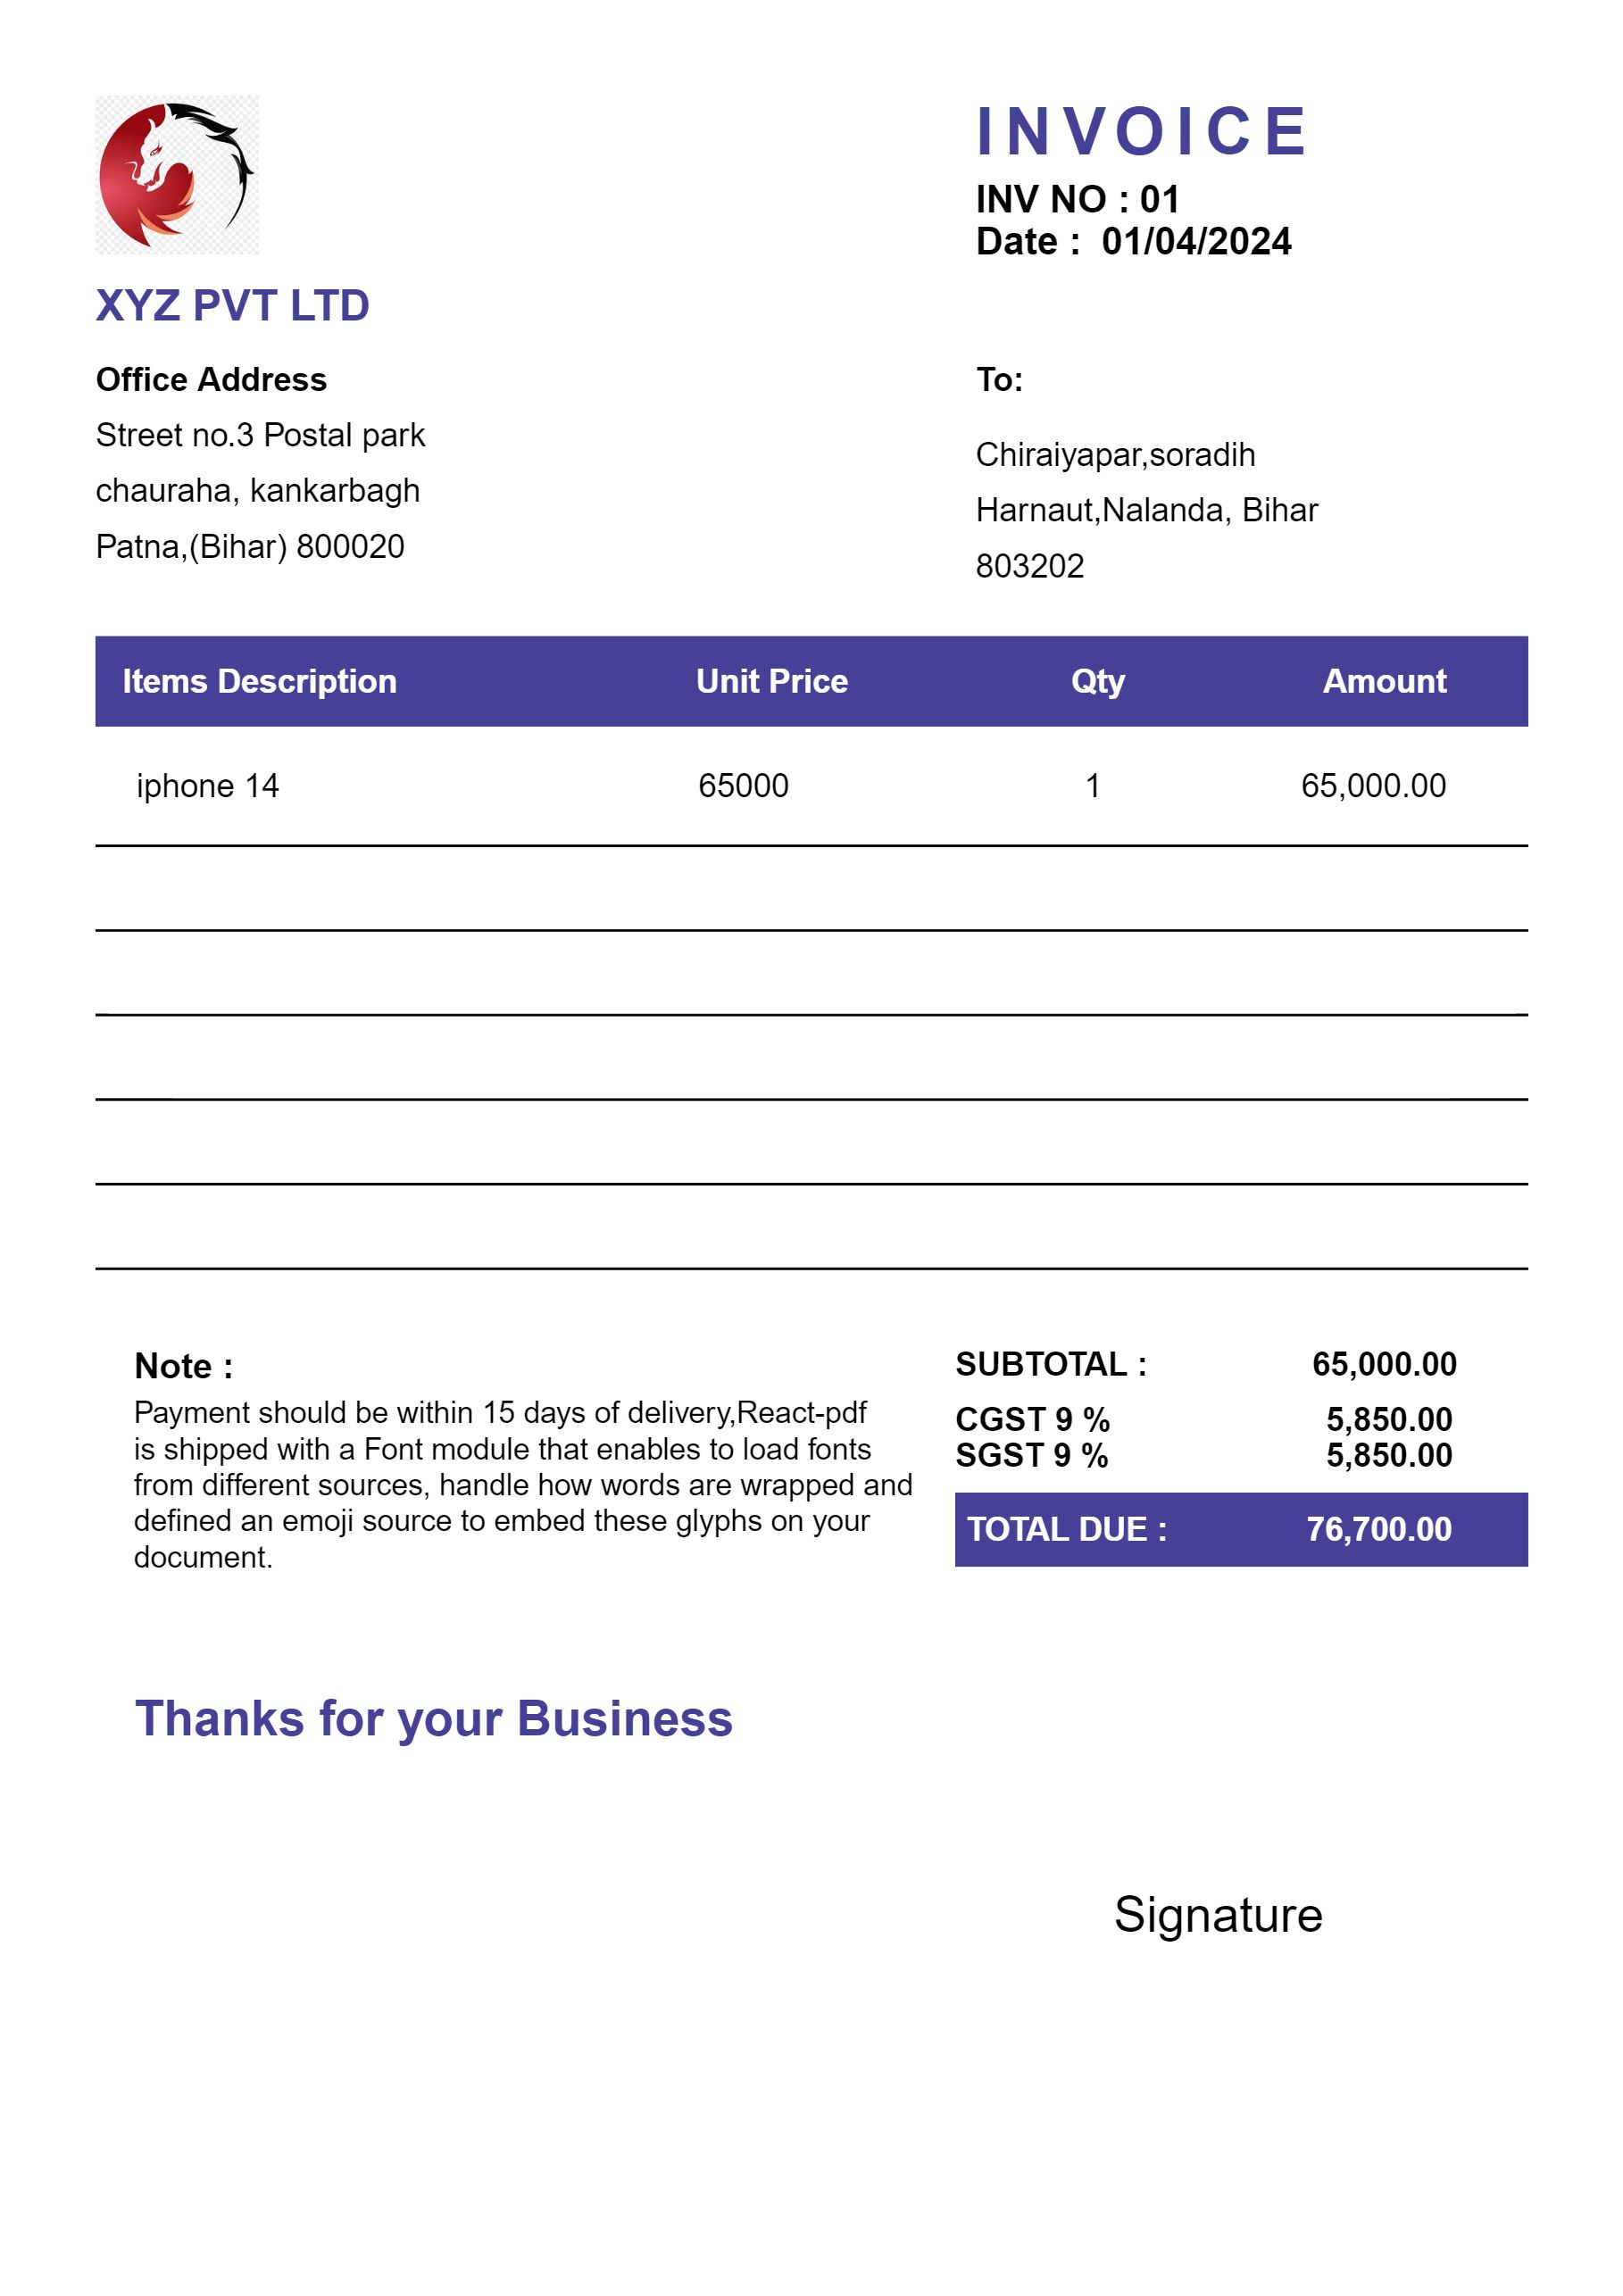 INVOICE
INV NO : 01
Date : 01/04/2024
XYZ PVT LTD
Office Address
Street no.3 Postal park
chauraha, kankarbagh
Patna,(Bihar) 800020
To:
Chiraiyapar,soradih
Harnaut,Nalanda, Bihar
803202
Items Description Unit Price Qty Amount
iphone 14 65000 1 65,000.00
Note :
Payment should be within 15 days of delivery,React-pdf
is shipped with a Font module that enables to load fonts
from different sources, handle how words are wrapped and
defined an emoji source to embed these glyphs on your
document.
SUBTOTAL : 65,000.00
CGST 9 % 5,850.00
SGST 9 % 5,850.00
TOTAL DUE : 76,700.00
Thanks for your Business
Signature